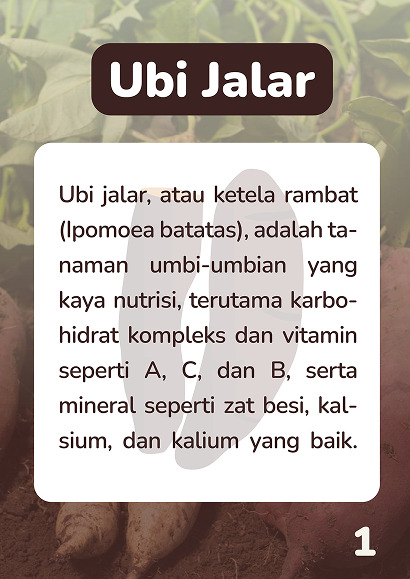 Ubi Jalar
Ubi jalar, atau ketela rambat
(Ipomoea batatas), adalah ta-
naman umbi-umbian yang
kaya nutrisi, terutama karbo-
hidrat kompleks dan vitamin
seperti A, C, dan B, serta
mineral seperti zat besi, kal-
sium, dan kalium yang baik.
1